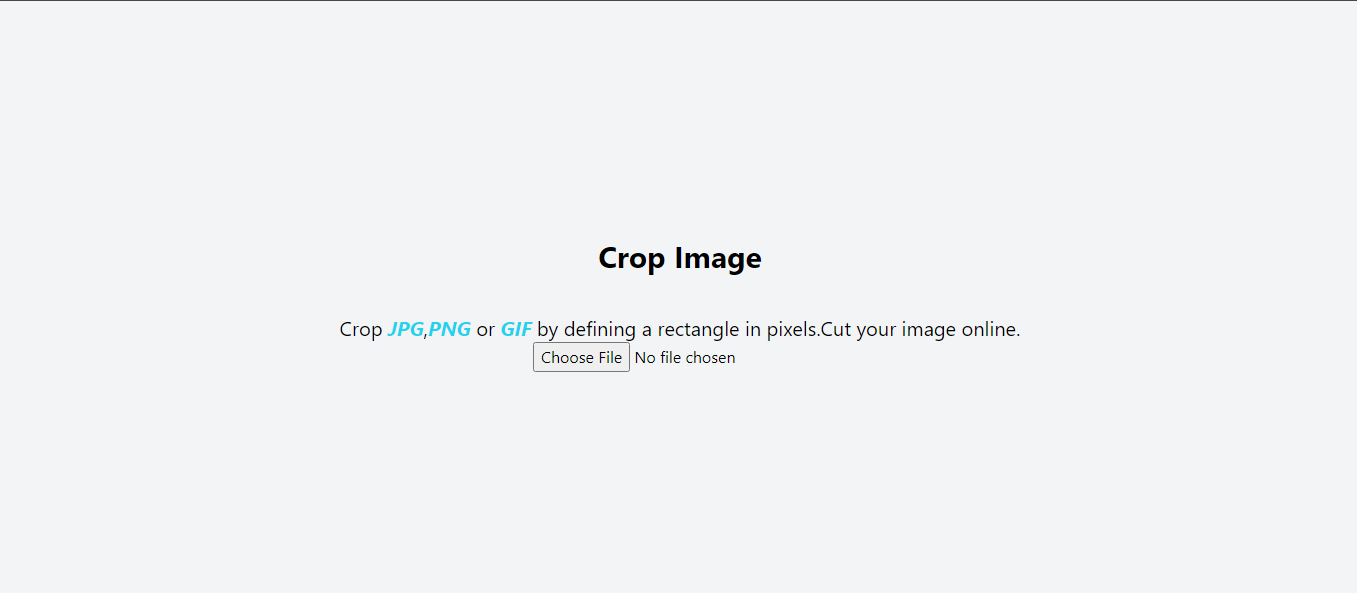 Crop Image
Crop JPG,PNG or GIF by defining a rectangle in pixels.Cut your image online.
Choose File No file chosen